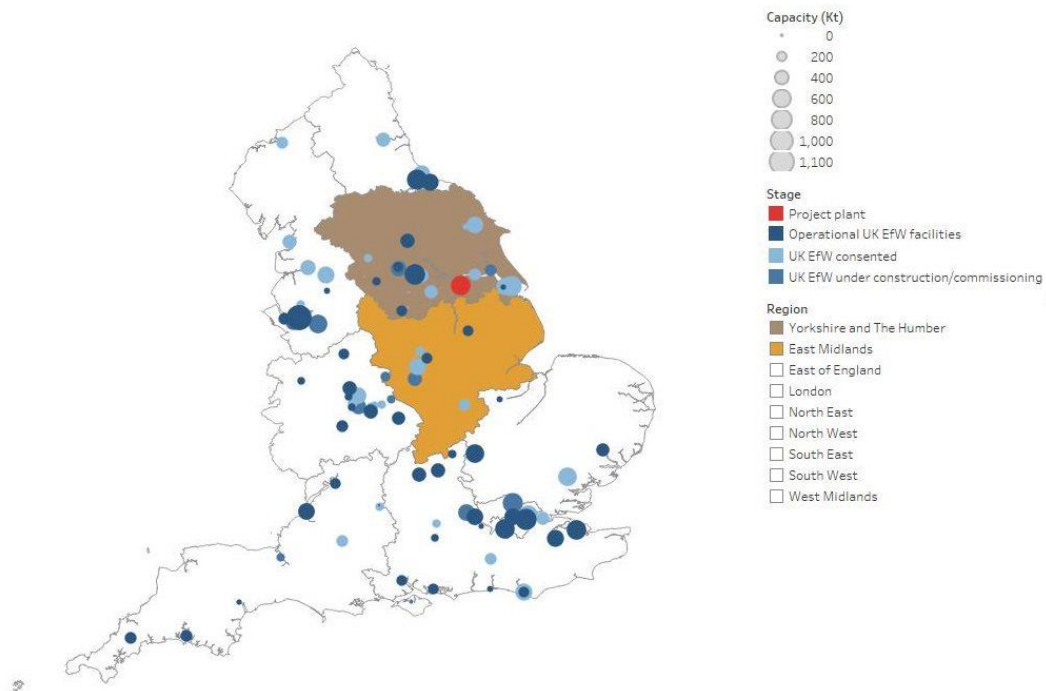 Capacity (Kt)
0
200
400
600
800
1,000
1,100
Stage
Project plant
Operational UK EfW facilities
UK EfW consented
UK EfW under construction/commissioning
Region
Yorkshire and The Humber
East Midlands
East of England
London
North East
North West
South East
South West
West Midlands